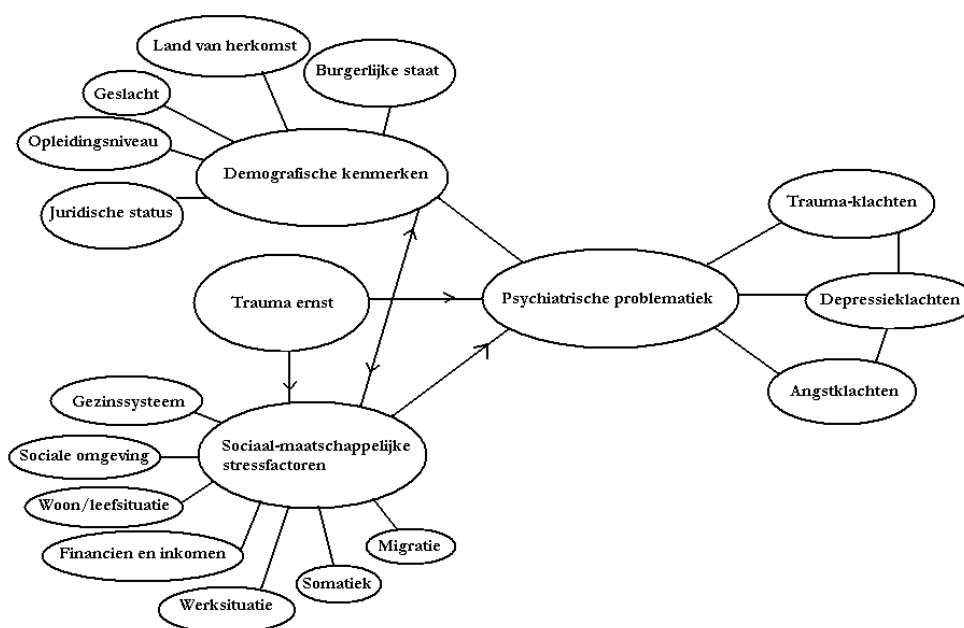 Land van herkomst
Burgerlijke staat
Geslacht
Opleidingsniveau
Demografische kenmerken
Juridische status
Trauma-klachten
Trauma ernst
Psychiatrische problematiek
Depressieklachten
Angstklachten
Gezinssysteem
Sociaal-maatschappelijke
stressfactoren
Sociale omgeving
Woon/leefsituatie
Financien en inkomen
Migratie
Somatiek
Werksituatie